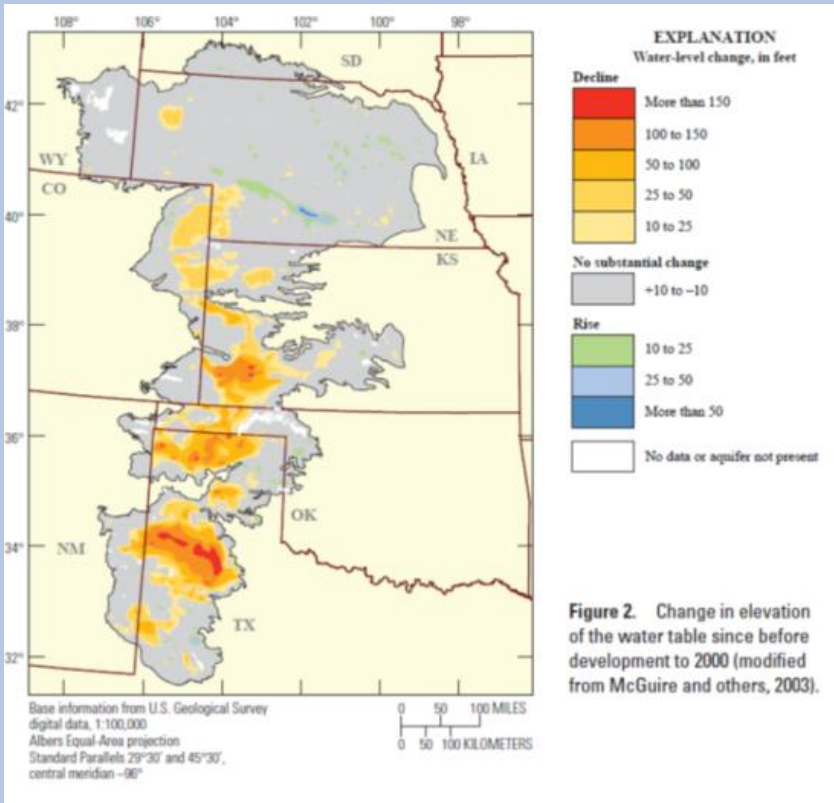 108° 106° 104° 102° 100° 98°
SD
42°
WY
IA
CO
40°
NE
KS
38°
36°
OK
34°
NM
TX
32°
Base information from U.S. Geological Survey
digital data, 1:100,000
Albers Equal-Area projection
Standard Parallels 29°30' and 45°30',
central meridian –96°
0 50 100 MILES
0 50 100 KILOMETERS
EXPLANATION
Water-level change, in feet
Decline
More than 150
100 to 150
50 to 100
25 to 50
10 to 25
No substantial change
+10 to –10
Rise
10 to 25
25 to 50
More than 50
No data or aquifer not present
Figure 2. Change in elevation
of the water table since before
development to 2000 (modified
from McGuire and others, 2003).